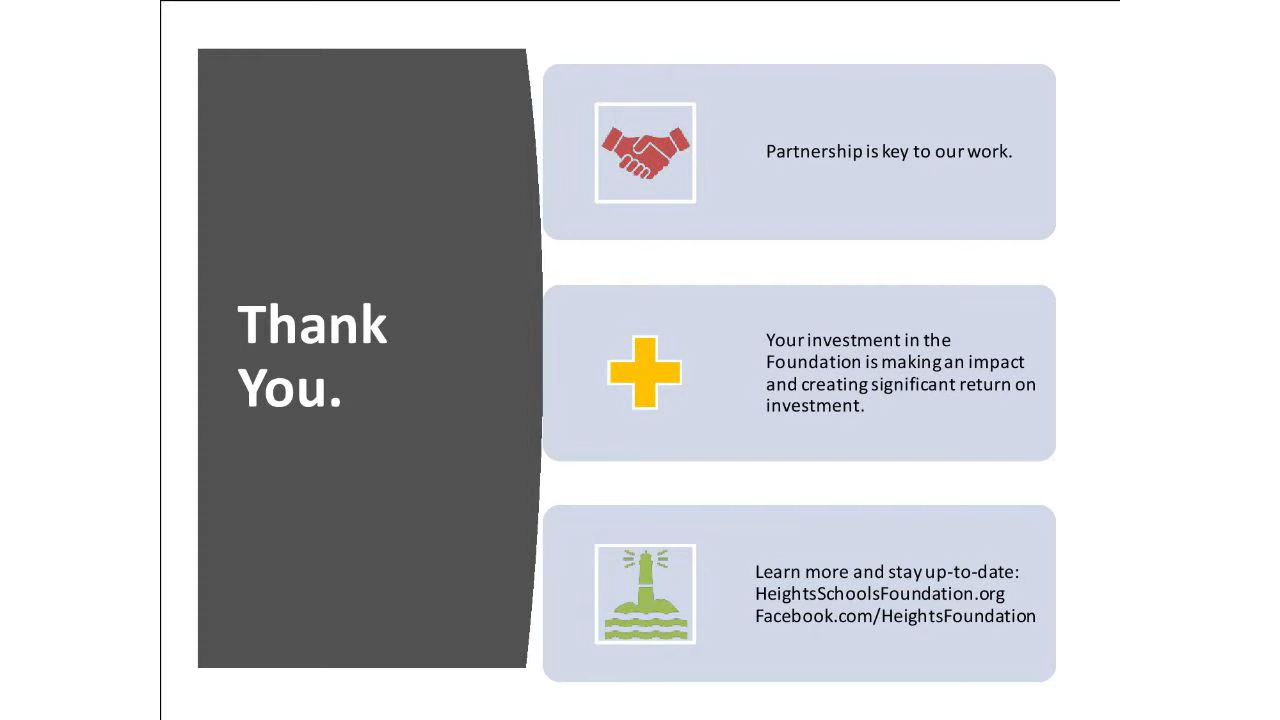 Thank
You.
Partnership is key to our work.
Your investment in the
Foundation is making an impact
and creating significant return on
investment.
Learn more and stay up-to-date:
HeightsSchoolsFoundation.org
Facebook.com/HeightsFoundation